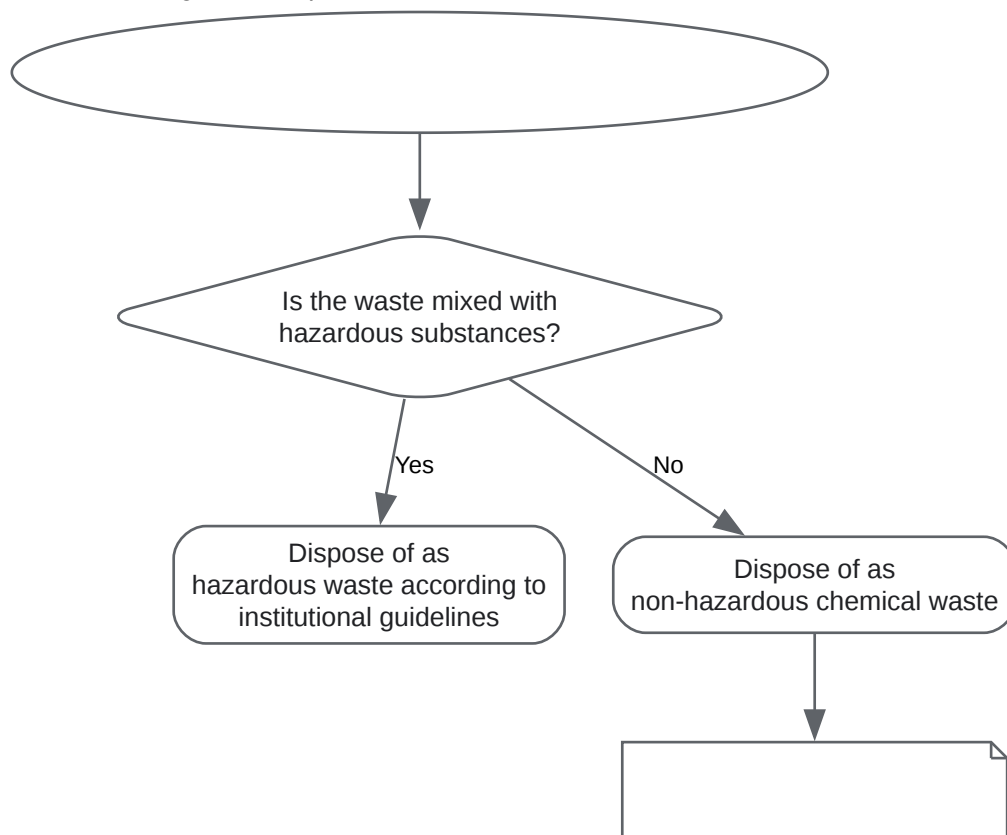 Is the waste mixed with
hazardous substances?
Yes
No
Dispose of as
hazardous waste according to
institutional guidelines
Dispose of as
non-hazardous chemical waste